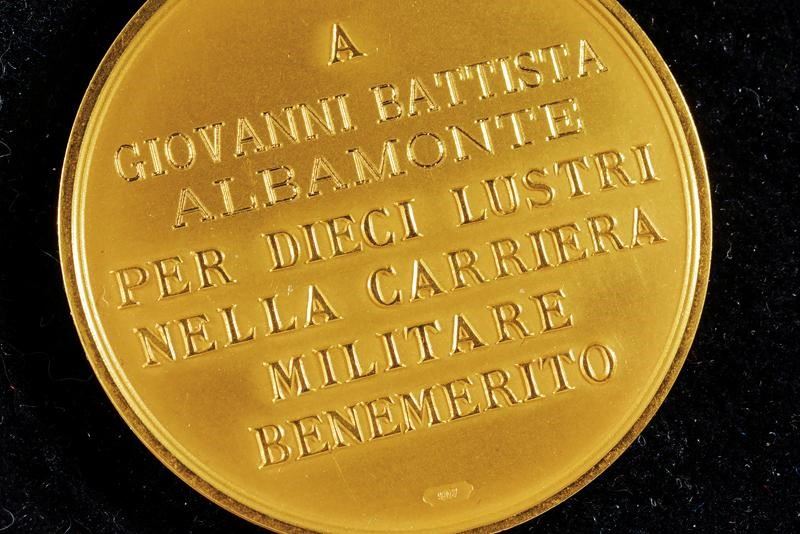 A
GIOVANNI BATTISTA
ALBAMONTE
PER DIECI LUSTRI
NELLA CARRIERA
MILITARE
BENEMERITO